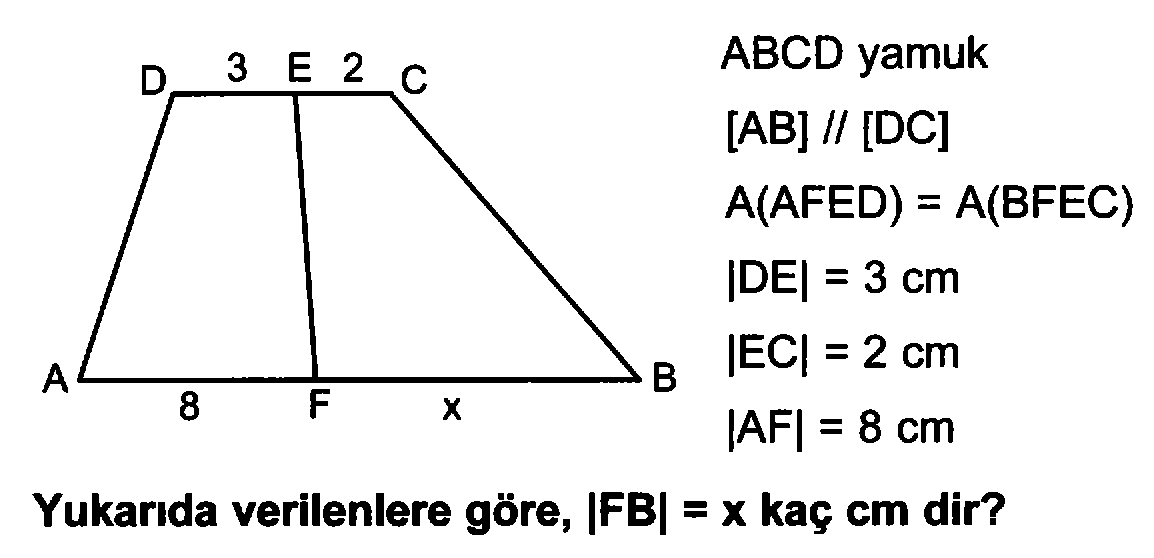 D 3 E 2 C
A 8 F x B
ABCD yamuk
[AB] // [DC]
A(AFED) = A(BFEC)
|DE| = 3 cm
|EC| = 2 cm
|AF| = 8 cm
Yukarıda verilenlere göre, |FB| = x kaç cm dir?